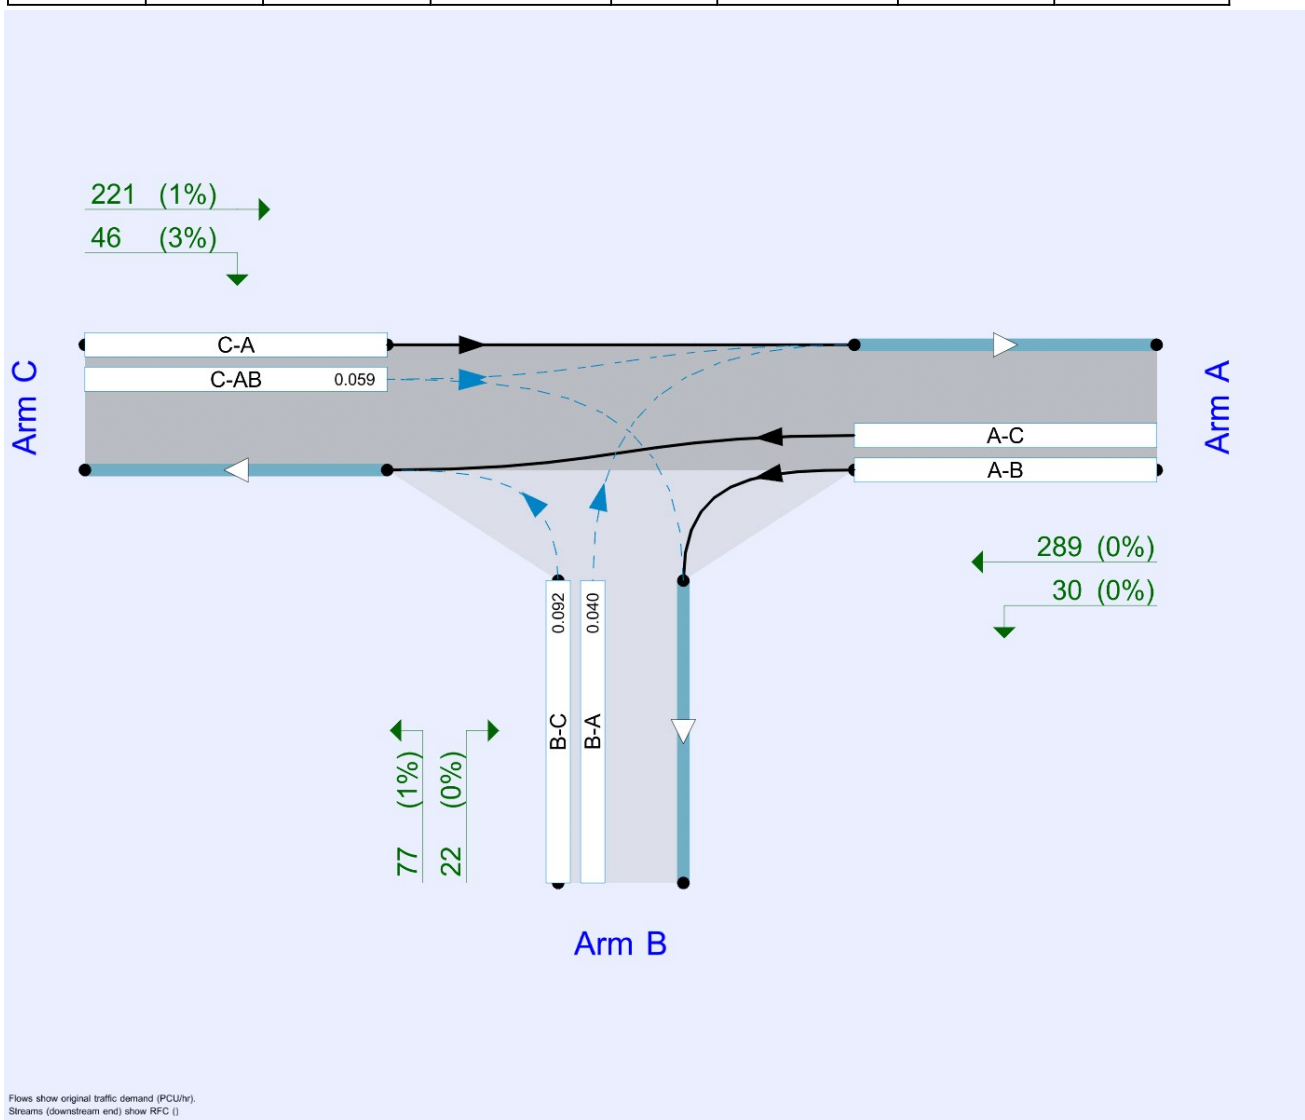 221 (1%)
46 (3%)
C-A
C-AB 0.059
Arm C
Arm A
A-C
A-B
289 (0%)
30 (0%)
0.092
0.040
B-C
B-A
77 (1%)
22 (0%)
Arm B
Flows show original traffic demand (PCU/hr).
Streams (downstream end) show RFC ()